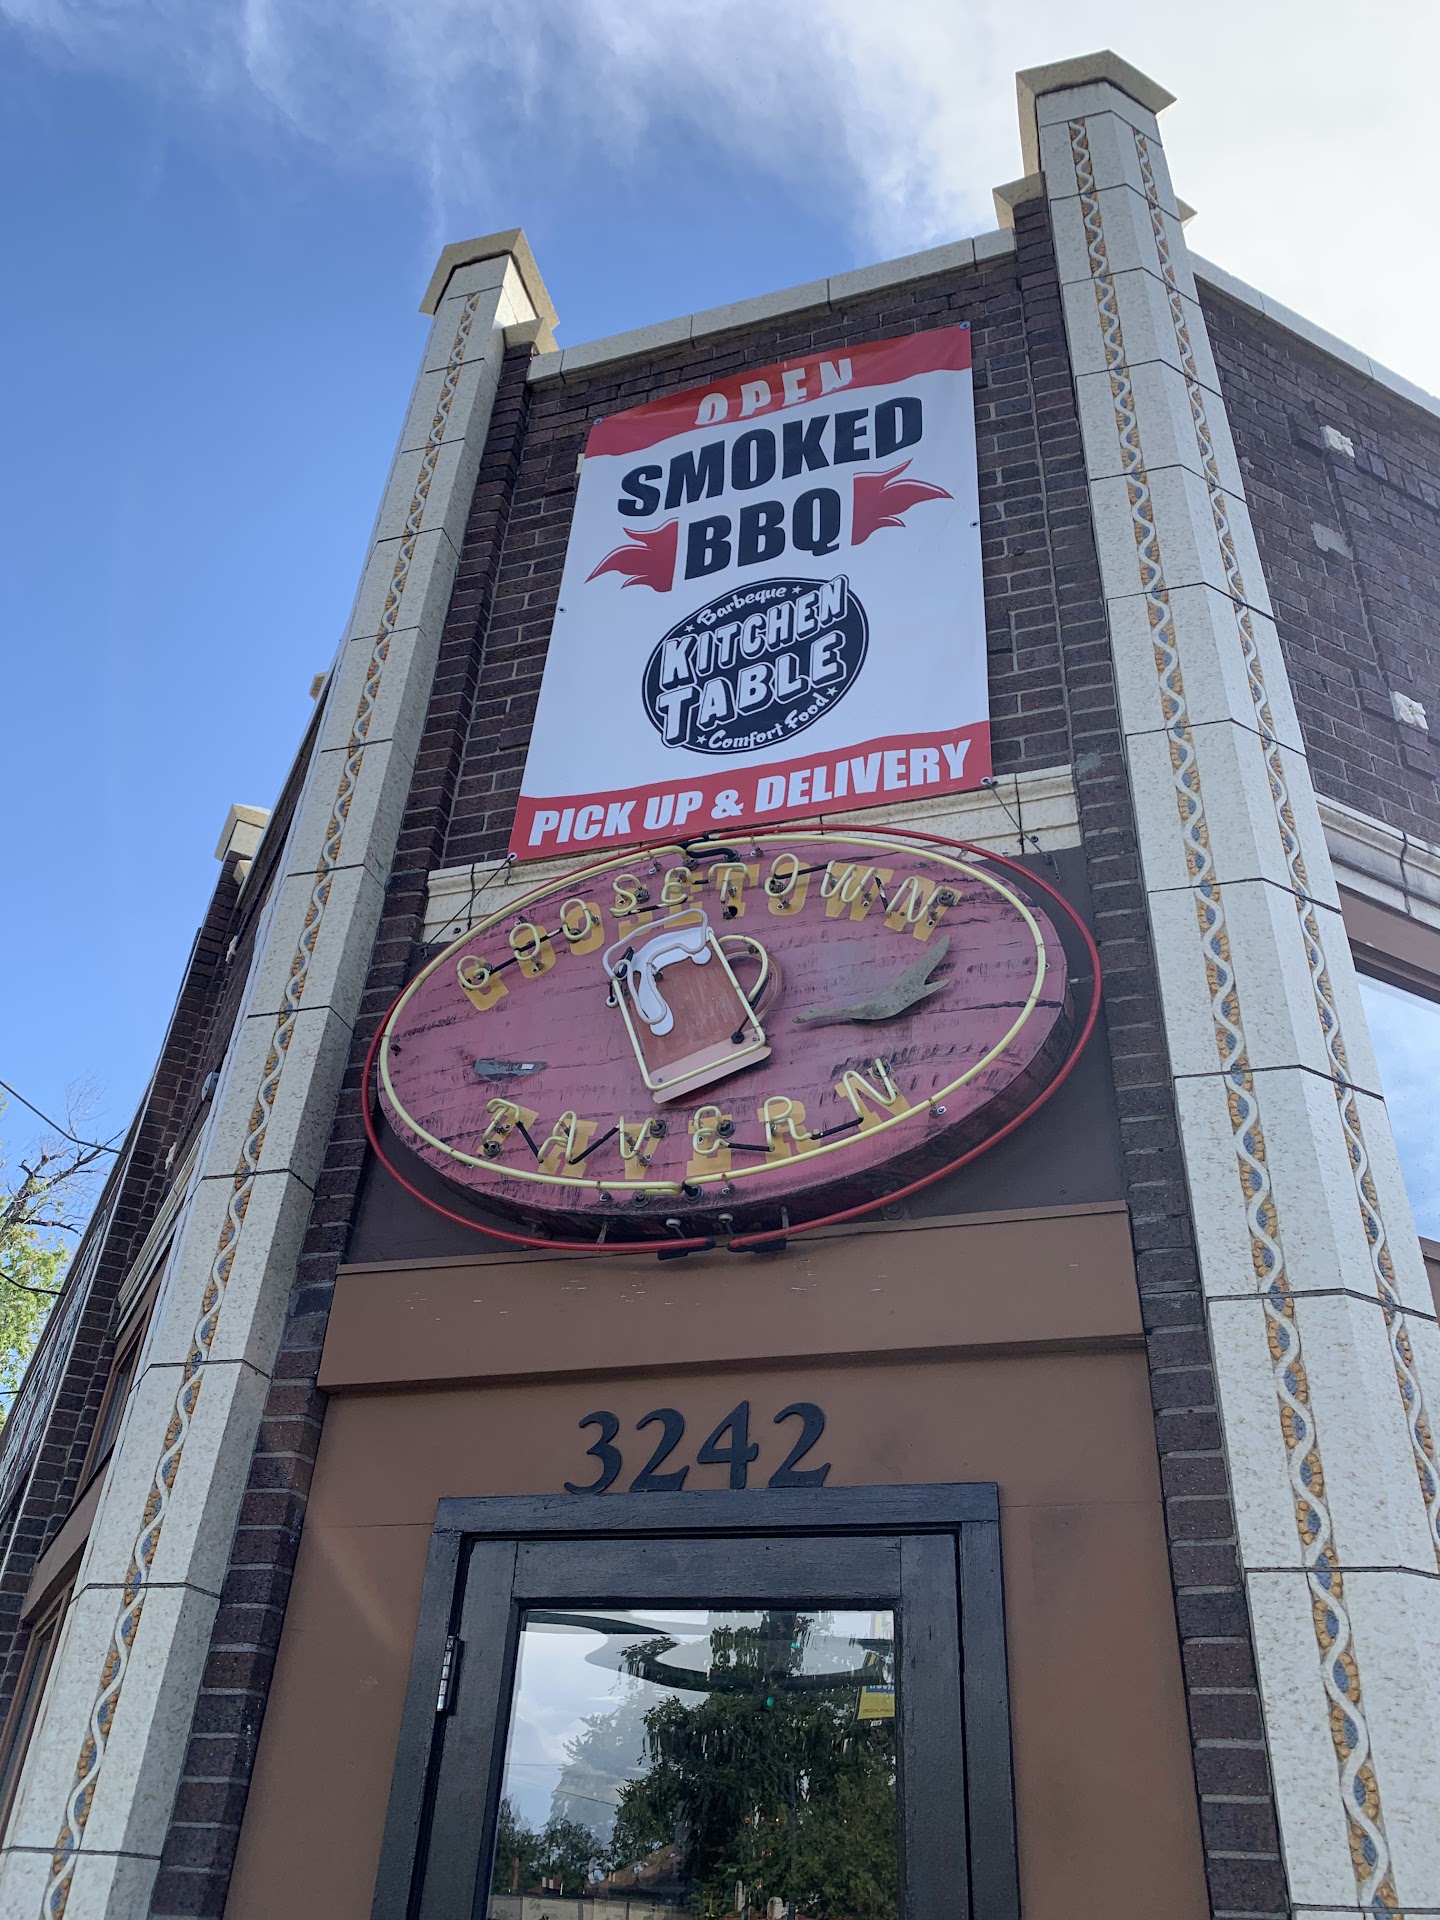 OPEN
SMOKED
BBQ
Barbeque
KITCHEN
TABLE
Comfort Food
PICK UP & DELIVERY
GOOSETOWN
TAVERN
3242